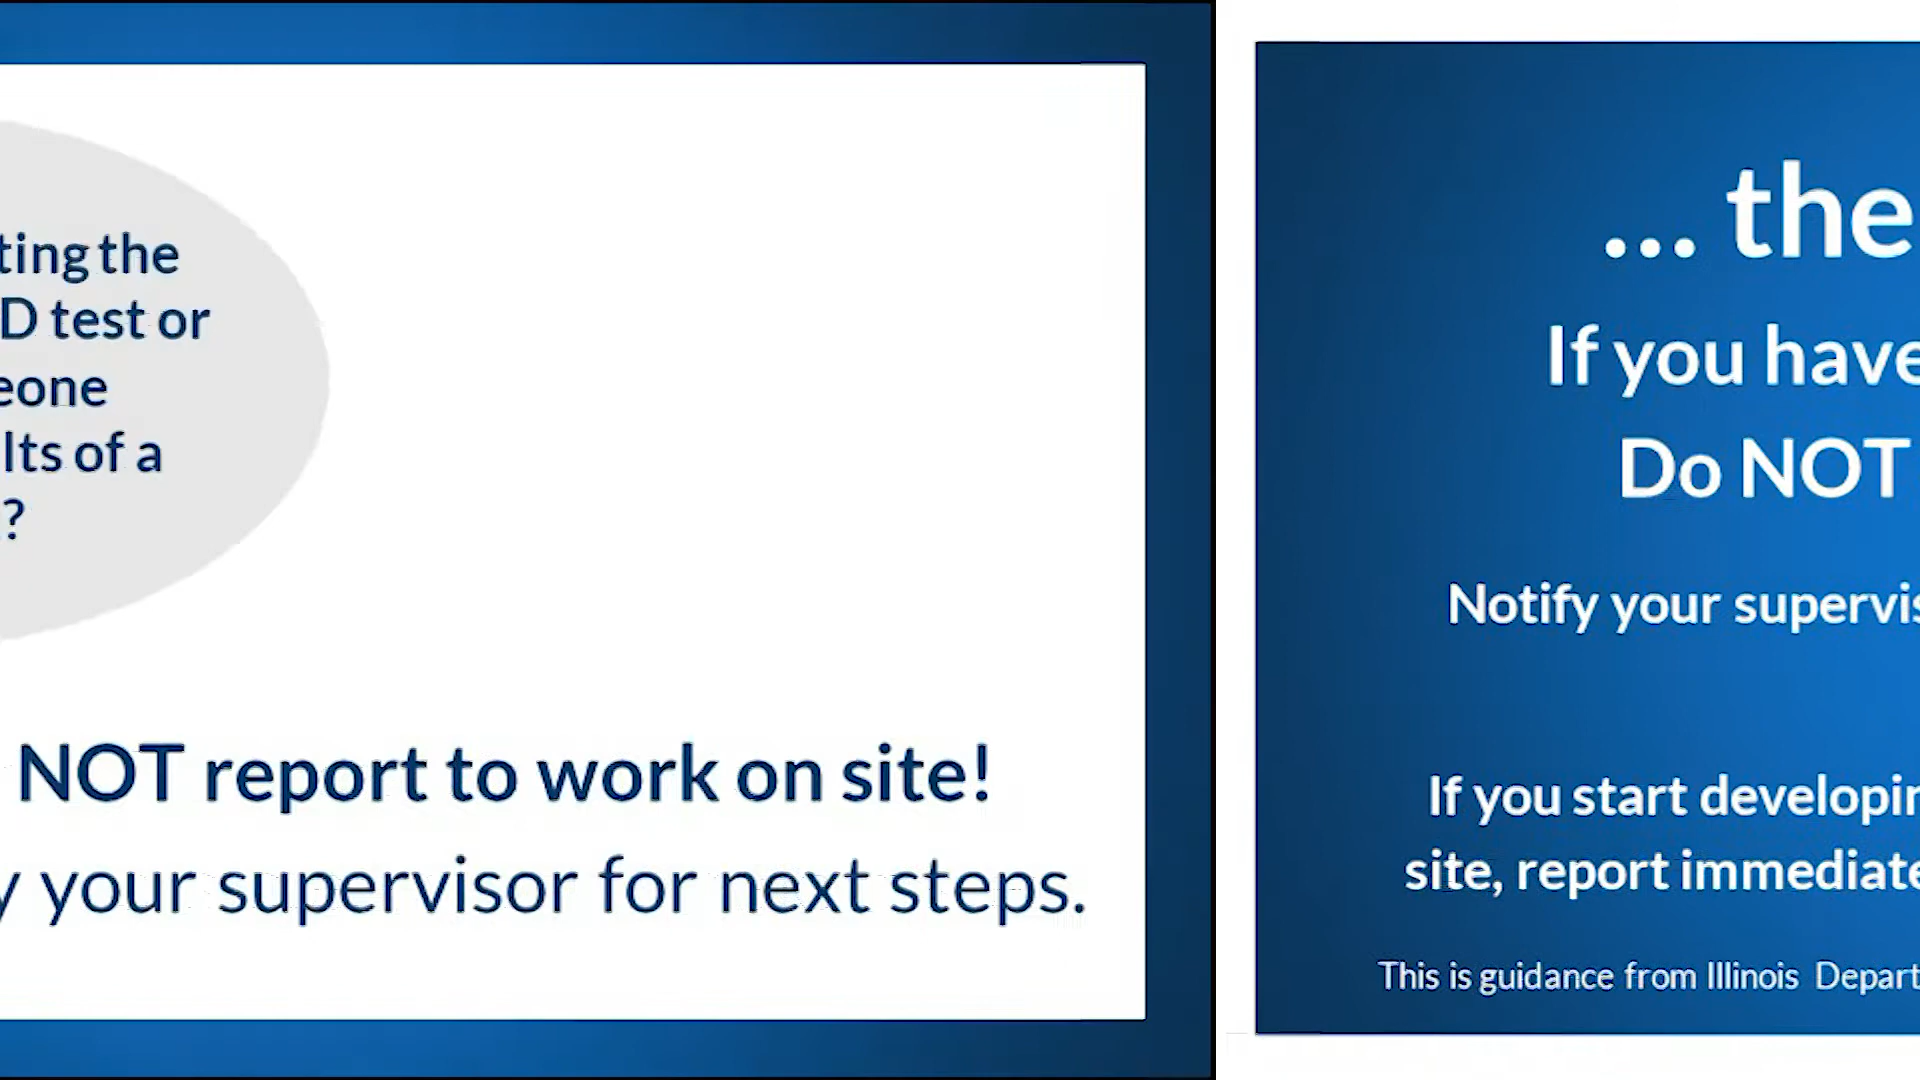 ting the
D test or
eone
lts of a
?
NOT report to work on site!
y your supervisor for next steps.
... the
If you have
Do NOT
Notify your supervis
If you start developin
site, report immediate
This is guidance from Illinois Depart